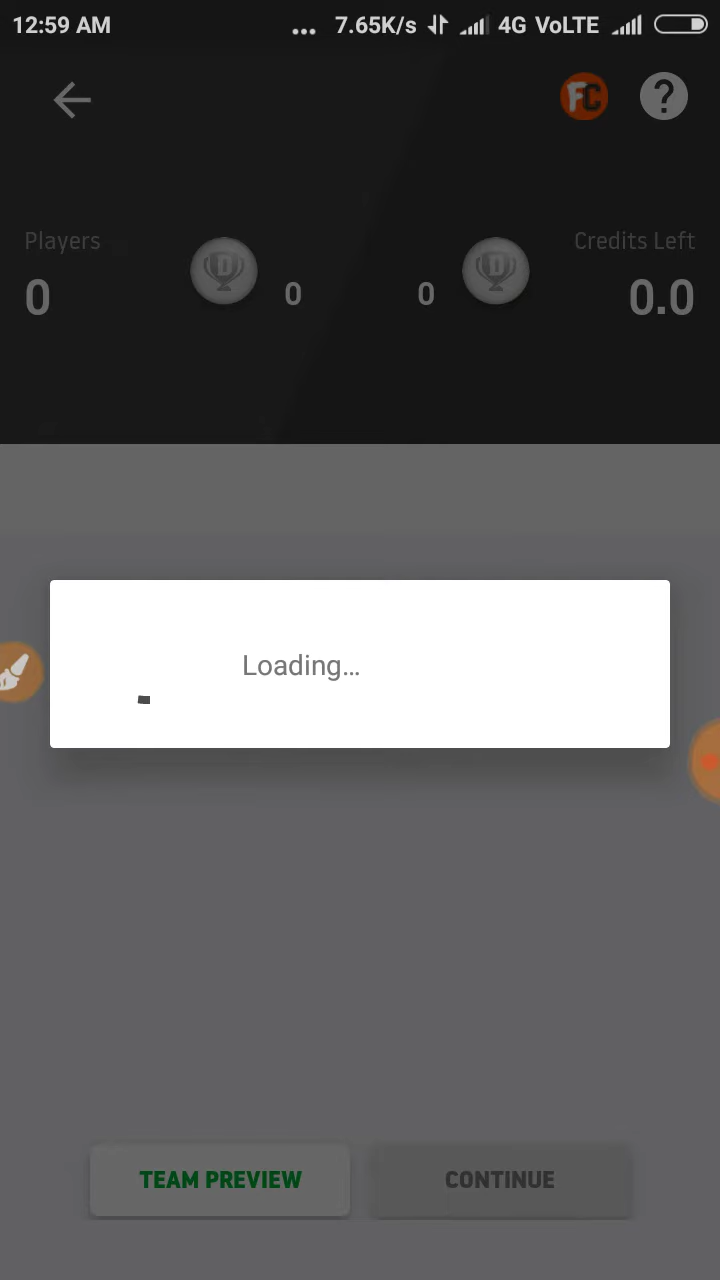 12:59 AM ... 7.65K/s 4G VoLTE
FC ?
Players D D Credits Left
0 0 0 0.0
Loading...
TEAM PREVIEW CONTINUE